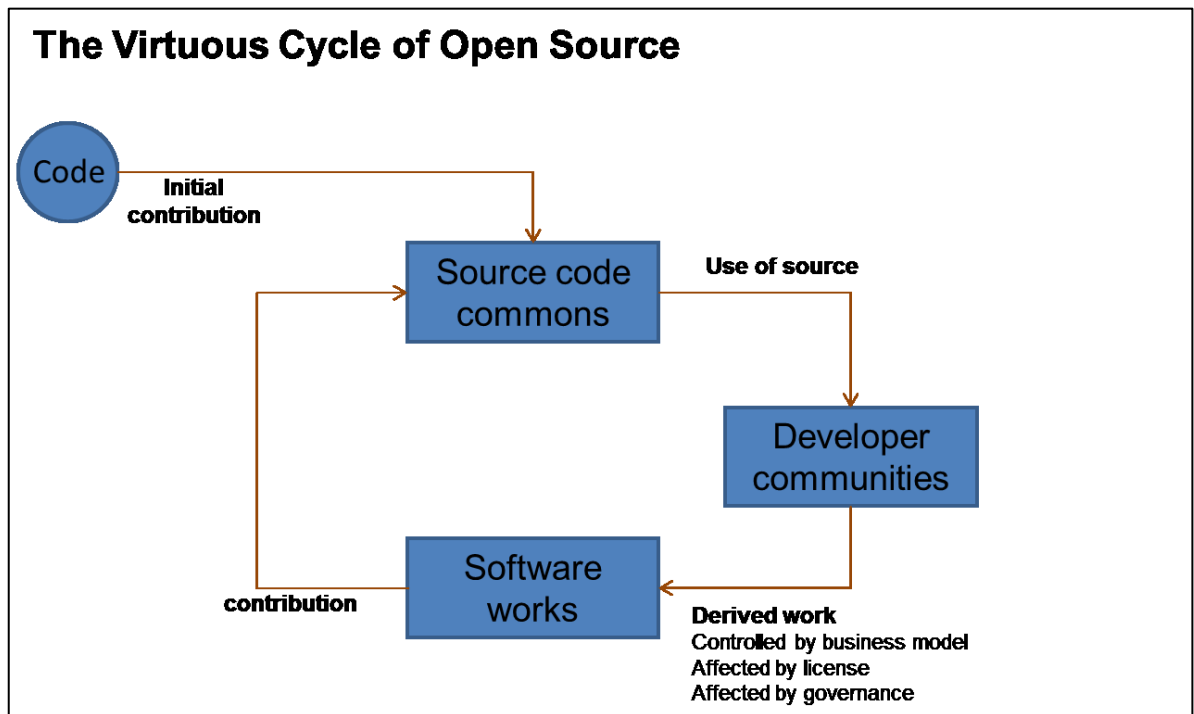 The Virtuous Cycle of Open Source
Code
Initial
contribution
Source code
commons
Use of source
Developer
communities
Software
works
contribution
Derived work
Controlled by business model
Affected by license
Affected by governance